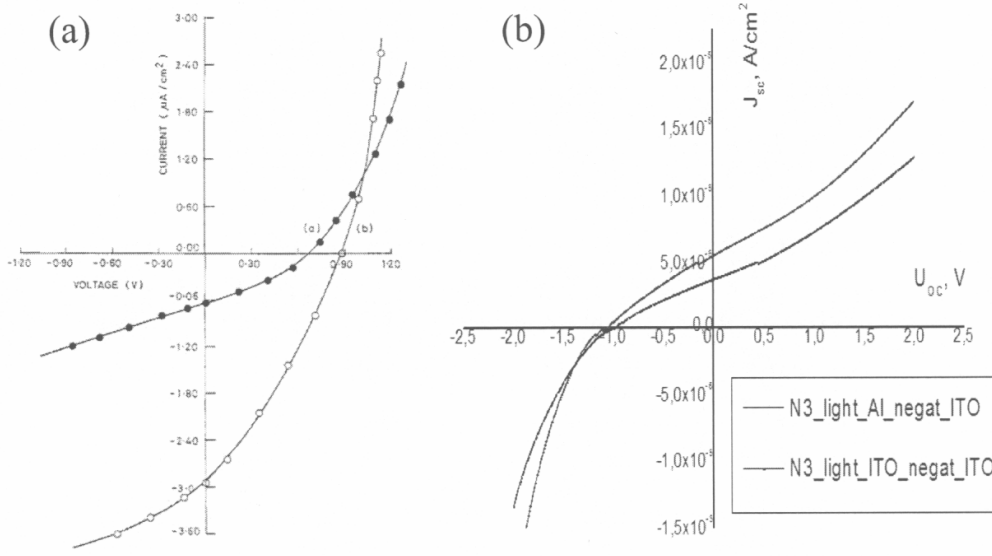 (a)
3·00
2·40
1·80
1·20
0·60
0·00
-0·06
-1·20
-1·80
-2·40
-3·0
-3·60
CURRENT (μA/cm²)
-1·20 -0·90 -0·60 -0·30 0·30 0·90 1·20
VOLTAGE (V)
(a)
(b)
(b)
J_sc, A/cm²
2,0x10⁻⁵
1,5x10⁻⁵
1,0x10⁻⁵
5,0x10⁻⁶
0,0
-5,0x10⁻⁶
-1,0x10⁻⁵
-1,5x10⁻⁵
-2,5 -2,0 -1,5 -1,0 -0,5 0,5 1,0 1,5 2,0 2,5
U_oc, V
N3_light_Al_negat_ITO
N3_light_ITO_negat_ITO